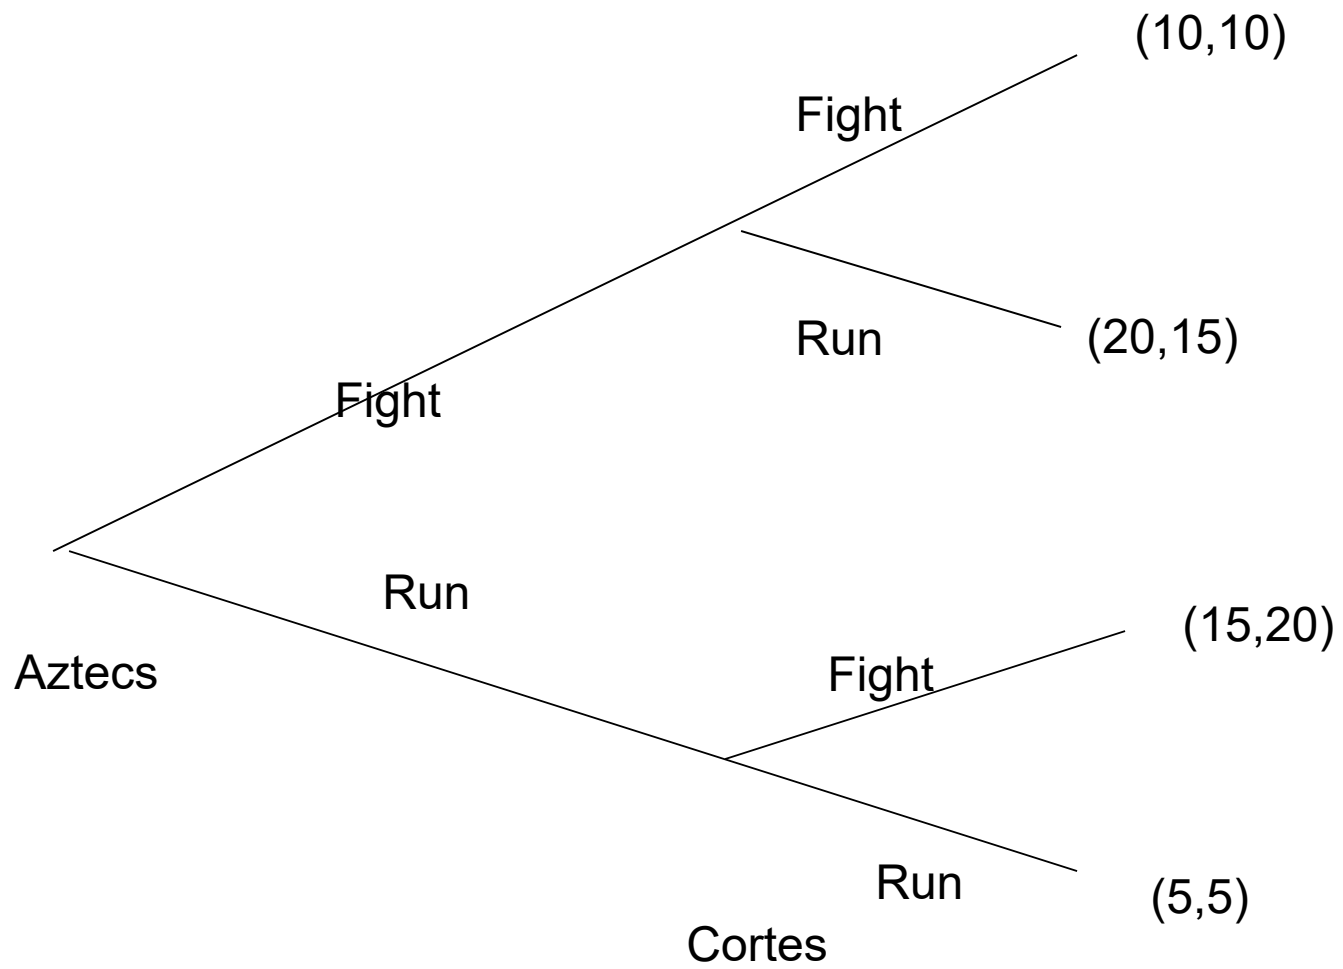 (10,10)
Fight
Run
(20,15)
Fight
Run
Aztecs
(15,20)
Fight
Run
(5,5)
Cortes